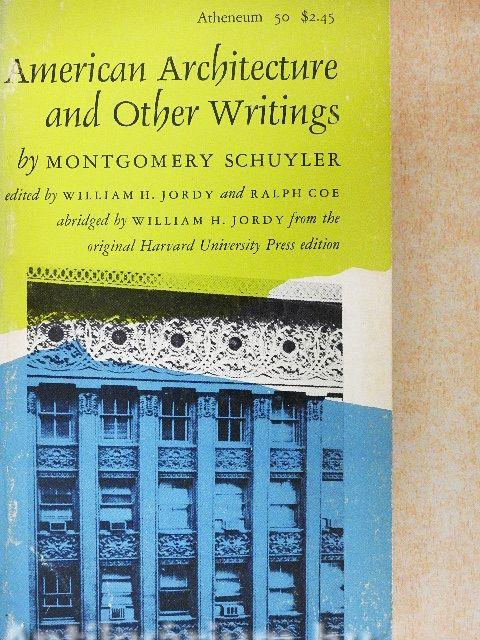 Atheneum 50 $2.45
American Architecture
and Other Writings
by MONTGOMERY SCHUYLER
edited by WILLIAM H. JORDY and RALPH COE
abridged by WILLIAM H. JORDY from the
original Harvard University Press edition